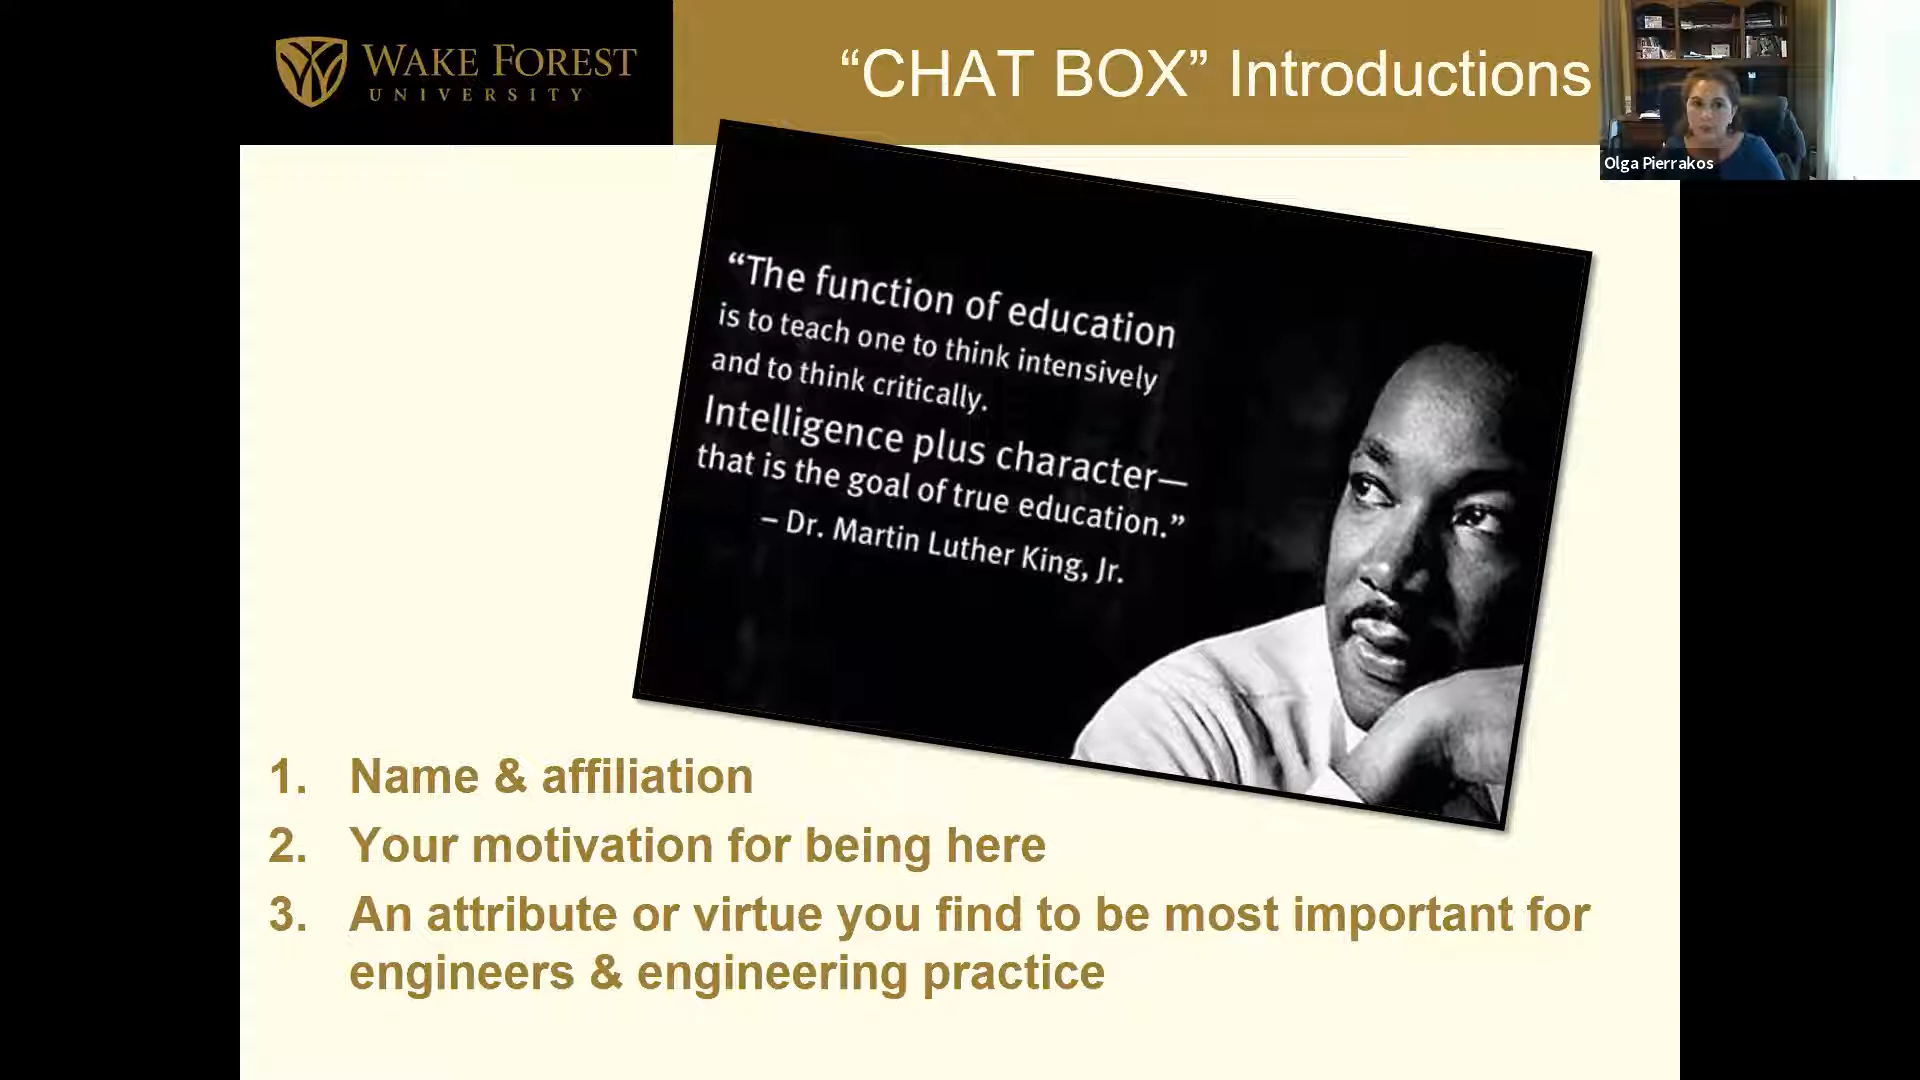 WAKE FOREST
UNIVERSITY
“CHAT BOX” Introductions
Olga Pierrakos
“The function of education
is to teach one to think intensively
and to think critically.
Intelligence plus character—
that is the goal of true education.”
– Dr. Martin Luther King, Jr.
1. Name & affiliation
2. Your motivation for being here
3. An attribute or virtue you find to be most important for
engineers & engineering practice